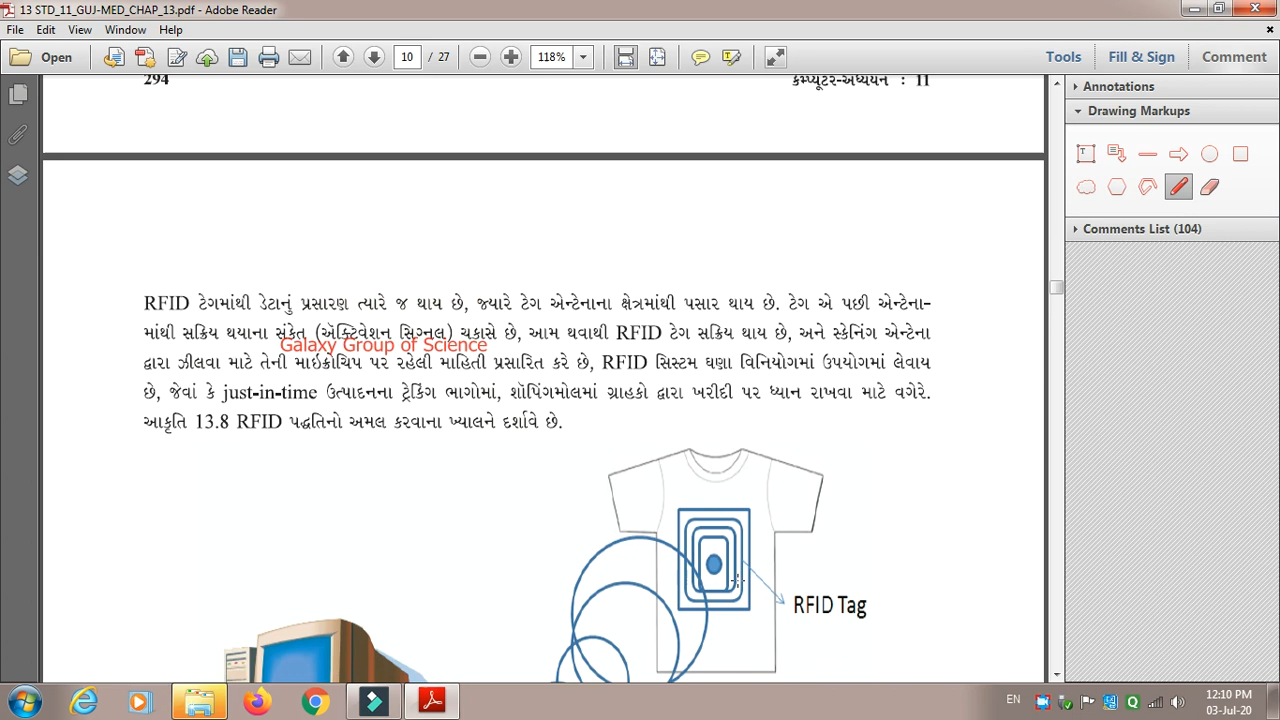 13 STD_11_GUJ-MED_CHAP_13.pdf - Adobe Reader
File Edit View Window Help
Open 10 / 27 118% Tools Fill & Sign Comment
294 કમ્પ્યૂટર-અધ્યયન : 11
Annotations
Drawing Markups
T
Comments List (104)
RFID ટેગમાંથી ડેટાનું પ્રસારણ ત્યારે જ થાય છે, જ્યારે ટેગ એન્ટેનાના ક્ષેત્રમાંથી પસાર થાય છે. ટેગ એ પછી એન્ટેના-
માંથી સક્રિય થયાના સંકેત (ઍક્ટિવેશન સિગ્નલ) ચકાસે છે, આમ થવાથી RFID ટેગ સક્રિય થાય છે, અને સ્કેનિંગ એન્ટેના
Galaxy Group of Science
દ્વારા ઝીલવા માટે તેની માઇક્રોચિપ પર રહેલી માહિતી પ્રસારિત કરે છે, RFID સિસ્ટમ ઘણા વિનિયોગમાં ઉપયોગમાં લેવાય
છે, જેવાં કે just-in-time ઉત્પાદનના ટ્રેકિંગ ભાગોમાં, શૉપિંગમોલમાં ગ્રાહકો દ્વારા ખરીદી પર ધ્યાન રાખવા માટે વગેરે.
આકૃતિ 13.8 RFID પદ્ધતિનો અમલ કરવાના ખ્યાલને દર્શાવે છે.
RFID Tag
EN
12:10 PM
03-Jul-20